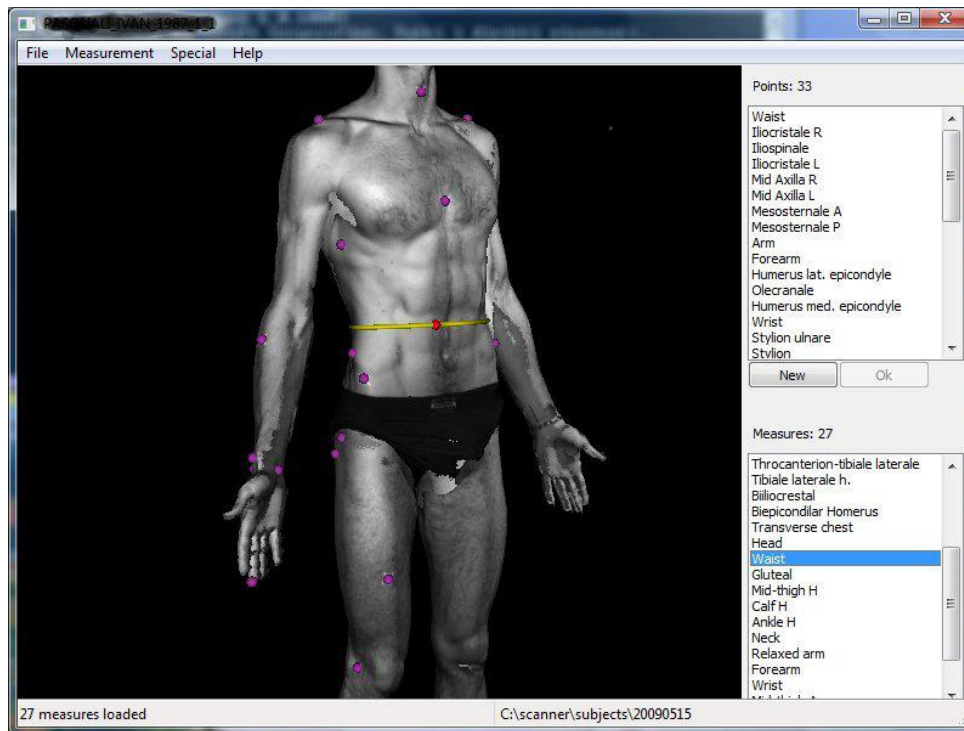 File Measurement Special Help
Points: 33
Waist
Iliocristale R
Iliospinale
Iliocristale L
Mid Axilla R
Mid Axilla L
Mesosternale A
Mesosternale P
Arm
Forearm
Humerus lat. epicondyle
Olecranale
Humerus med. epicondyle
Wrist
Stylion ulnare
Stylion
New Ok
Measures: 27
Throcanterion-tibiale laterale
Tibiale laterale h.
Biiliocrestal
Biepicondilar Homerus
Transverse chest
Head
Waist
Gluteal
Mid-thigh H
Calf H
Ankle H
Neck
Relaxed arm
Forearm
Wrist
27 measures loaded
C:\scanner\subjects\20090515